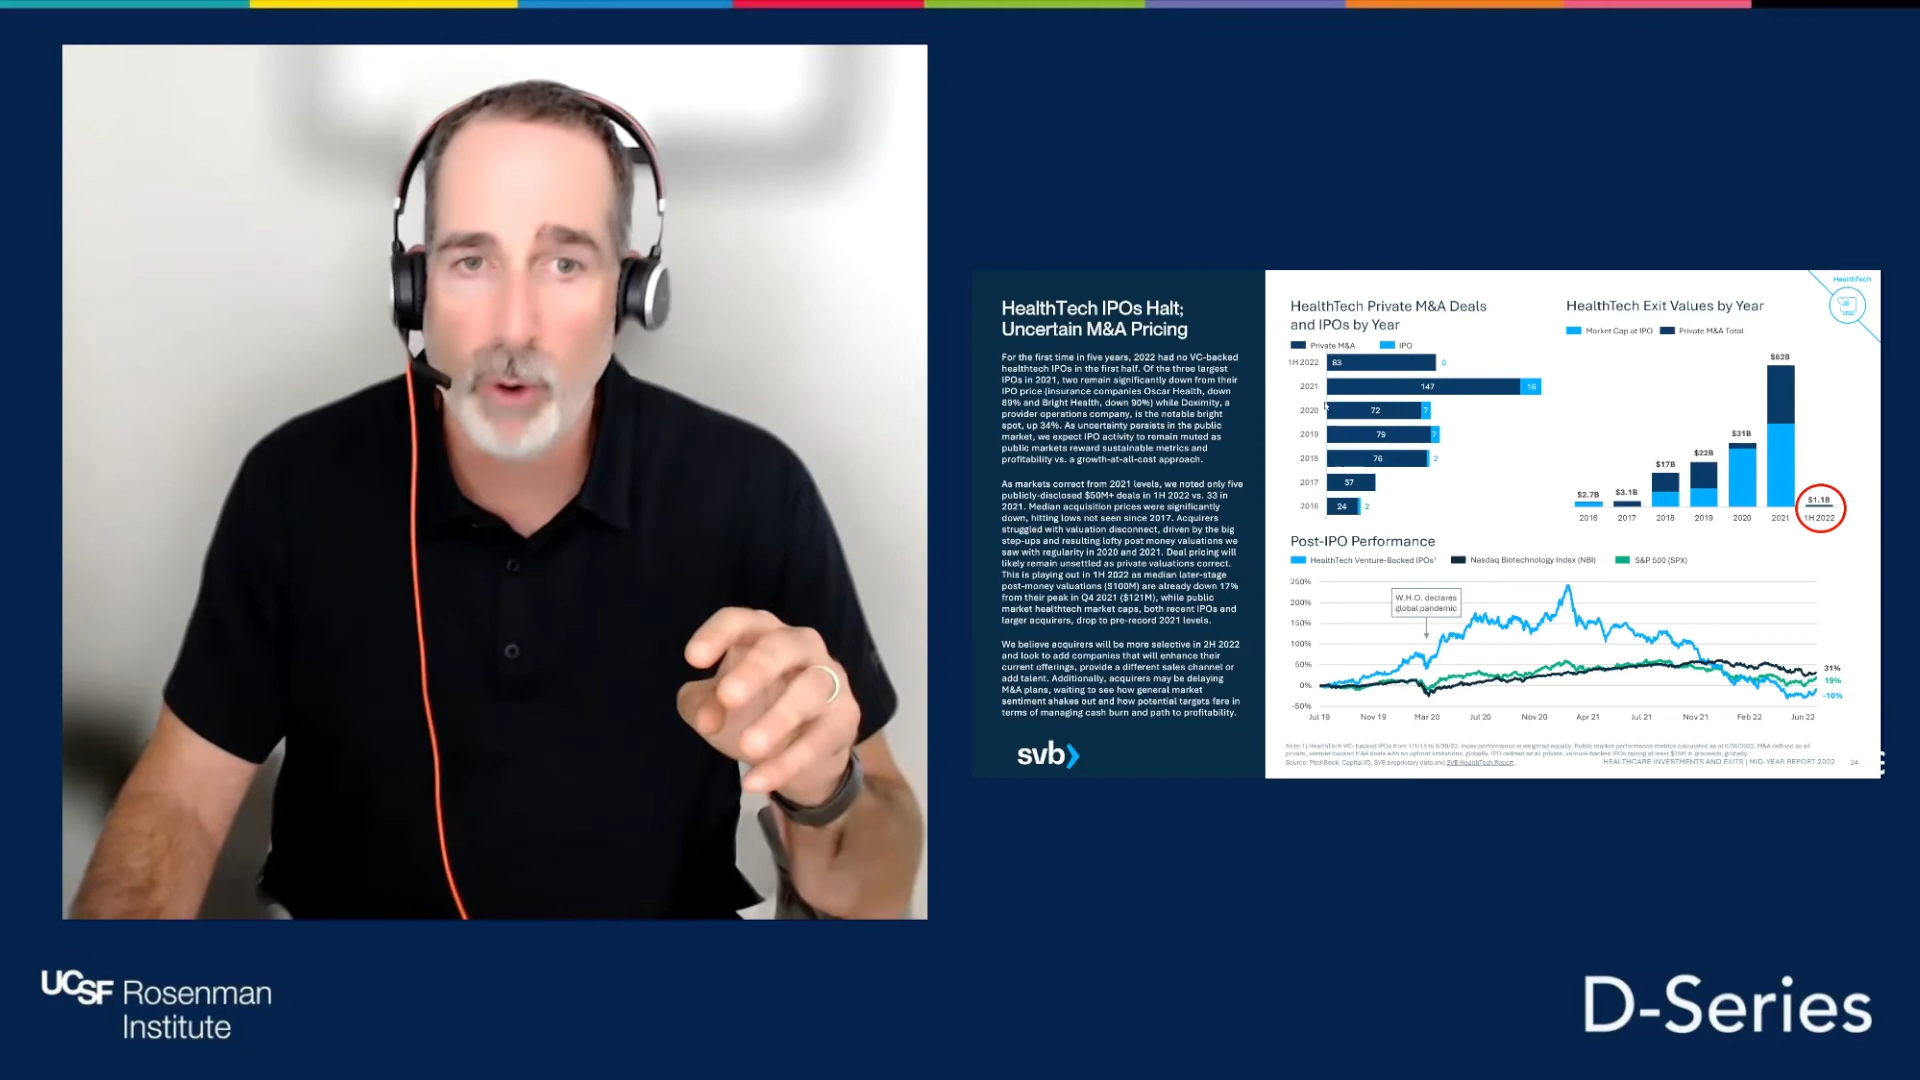 HealthTech IPOs Halt;
Uncertain M&A Pricing
For the first time in five years, 2022 had no VC-backed
healthtech IPOs in the first half. Of the three largest
IPOs in 2021, two remain significantly down from their
IPO price (insurance companies Oscar Health, down
89% and Bright Health, down 90%) while Doximity, a
provider operations company, is the notable bright
spot, up 34%. As uncertainty persists in the public
market, we expect IPO activity to remain muted as
public markets reward sustainable metrics and
profitability vs. a growth-at-all-cost approach.
As markets correct from 2021 levels, we noted only five
publicly-disclosed $50M+ deals in 1H 2022 vs. 33 in
2021. Median acquisition prices were significantly
down, hitting lows not seen since 2017. Acquirers
struggled with valuation disconnect, driven by the big
step-ups and resulting lofty post money valuations we
saw with regularity in 2020 and 2021. Deal pricing will
likely remain unsettled as private valuations correct.
This is playing out in 1H 2022 as median later-stage
post-money valuations ($100M) are already down 17%
from their peak in Q4 2021 ($121M), while public
market healthtech market caps, both recent IPOs and
larger acquirers, drop to pre-record 2021 levels.
We believe acquirers will be more selective in 2H 2022
and look to add companies that will enhance their
current offerings, provide a different sales channel or
add talent. Additionally, acquirers may be delaying
M&A plans, waiting to see how general market
sentiment shakes out and how potential targets fare in
terms of managing cash burn and path to profitability.
svb
HealthTech Private M&A Deals
and IPOs by Year
Private M&A IPO
1H 2022 83 0
2021 147 16
2020 72 7
2019 79 7
2018 76 2
2017 37
2016 24 2
HealthTech Exit Values by Year
HealthTech
Market Cap at IPO Private M&A Total
$2.7B $3.1B $17B $22B $31B $62B $1.1B
2016 2017 2018 2019 2020 2021 1H 2022
Post-IPO Performance
HealthTech Venture-Backed IPOs¹ Nasdaq Biotechnology Index (NBI) S&P 500 (SPX)
250%
200%
150%
100%
50%
0%
-50%
W.H.O. declares
global pandemic
31%
19%
-10%
Jul 19 Nov 19 Mar 20 Jul 20 Nov 20 Apr 21 Jul 21 Nov 21 Feb 22 Jun 22
Source: PitchBook, Capital IQ, SVB proprietary data and SVB HealthTech Report.
HEALTHCARE INVESTMENTS AND EXITS | MID-YEAR REPORT 2022 24
UCSF Rosenman
Institute
D-Series